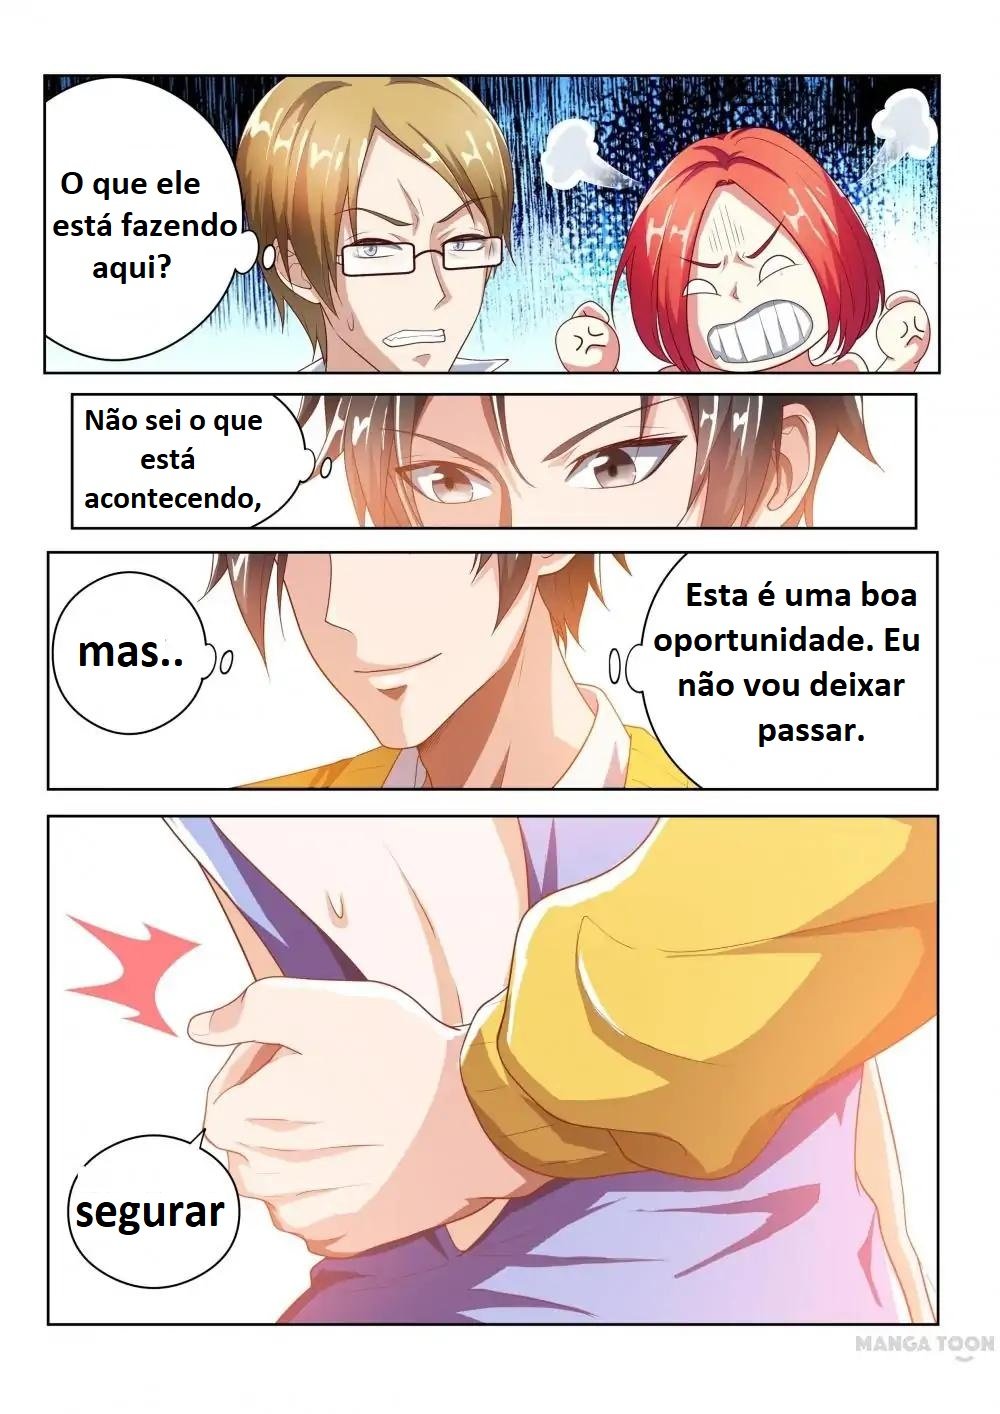 O que ele
está fazendo
aqui?
Não sei o que
está
acontecendo,
mas..
Esta é uma boa
oportunidade. Eu
não vou deixar
passar.
segurar
MANGA TOON